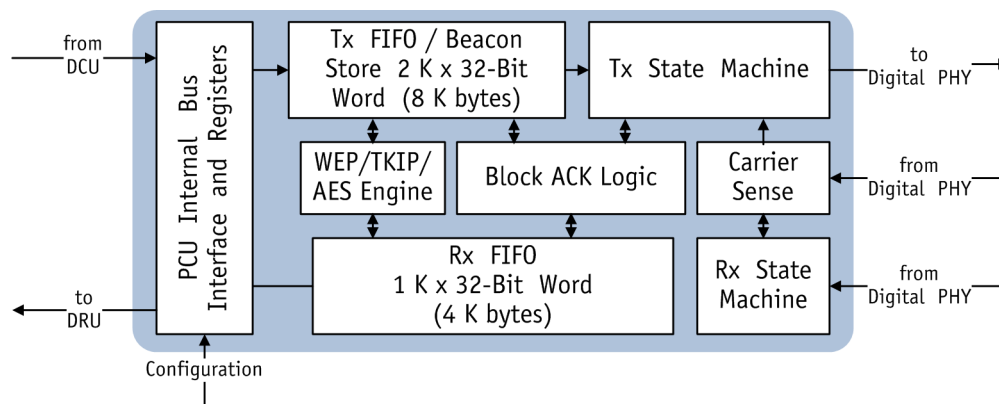 from
DCU
PCU Internal Bus
Interface and Registers
Tx FIFO / Beacon
Store 2 K x 32-Bit
Word (8 K bytes)
Tx State Machine
to
Digital PHY
WEP/TKIP/
AES Engine
Block ACK Logic
Carrier
Sense
from
Digital PHY
Rx FIFO
1 K x 32-Bit Word
(4 K bytes)
Rx State
Machine
from
Digital PHY
to
DRU
Configuration